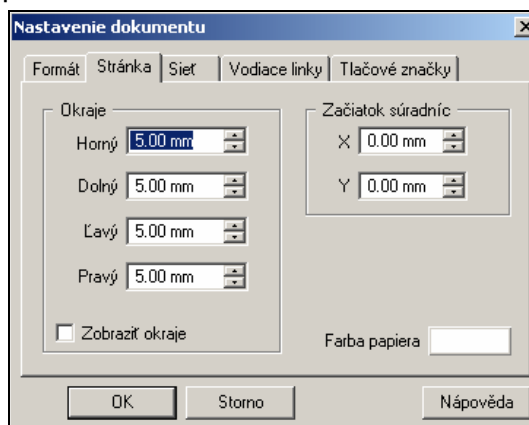 Nastavenie dokumentu
Formát Stránka Sieť Vodiace linky Tlačové značky
Okraje
Horný 5.00 mm
Dolný 5.00 mm
Ľavý 5.00 mm
Pravý 5.00 mm
Zobraziť okraje
Začiatok súradníc
X 0.00 mm
Y 0.00 mm
Farba papiera
OK Storno Nápověda